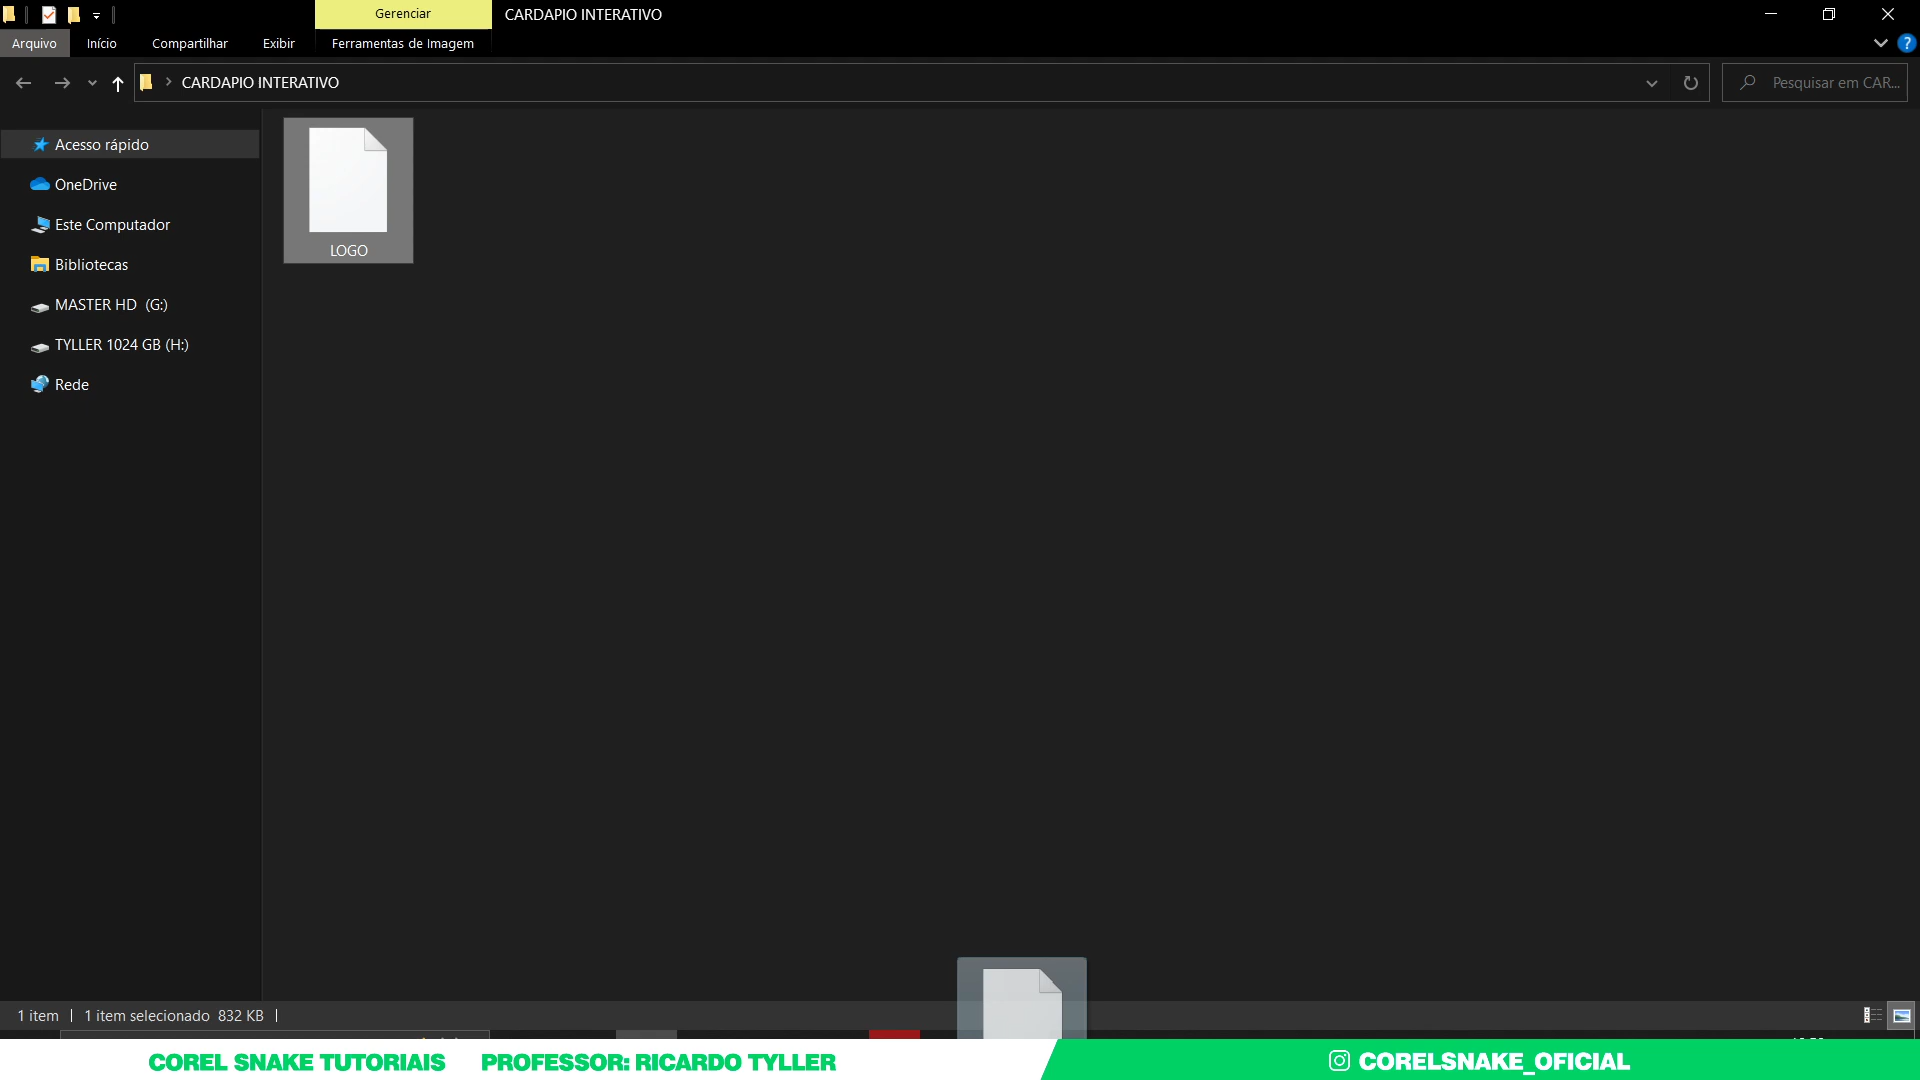 Gerenciar
CARDAPIO INTERATIVO
Arquivo
Início
Compartilhar
Exibir
Ferramentas de Imagem
?
CARDAPIO INTERATIVO
Pesquisar em CAR...
Acesso rápido
OneDrive
Este Computador
Bibliotecas
MASTER HD (G:)
TYLLER 1024 GB (H:)
Rede
LOGO
1 item
1 item selecionado 832 KB
COREL SNAKE TUTORIAIS
PROFESSOR: RICARDO TYLLER
CORELSNAKE_OFICIAL